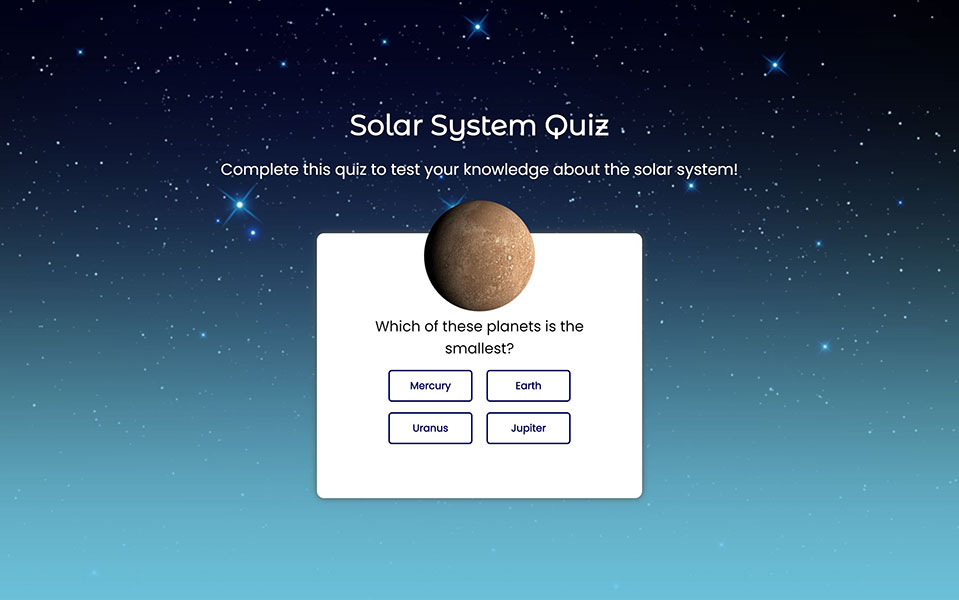 Solar System Quiz
Complete this quiz to test your knowledge about the solar system!
Which of these planets is the
smallest?
Mercury
Earth
Uranus
Jupiter